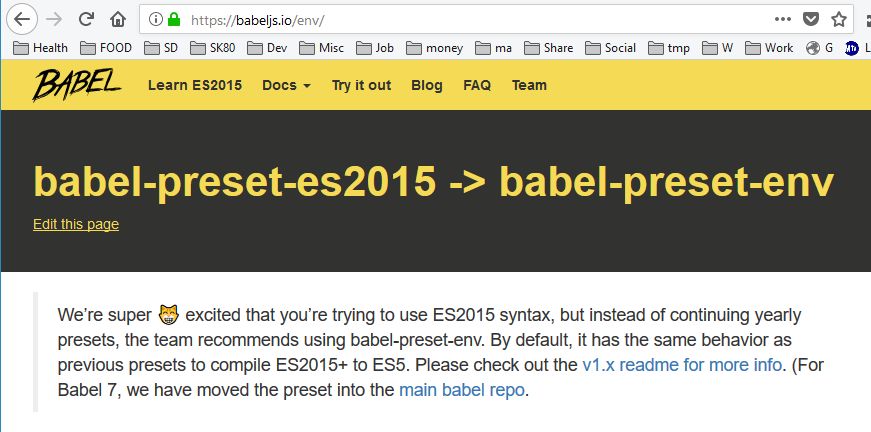 https://babeljs.io/env/
Health FOOD SD SK80 Dev Misc Job money ma Share Social tmp W Work G
BABEL Learn ES2015 Docs Try it out Blog FAQ Team
babel-preset-es2015 -> babel-preset-env
Edit this page
We’re super 😸 excited that you’re trying to use ES2015 syntax, but instead of continuing yearly
presets, the team recommends using babel-preset-env. By default, it has the same behavior as
previous presets to compile ES2015+ to ES5. Please check out the v1.x readme for more info. (For
Babel 7, we have moved the preset into the main babel repo.